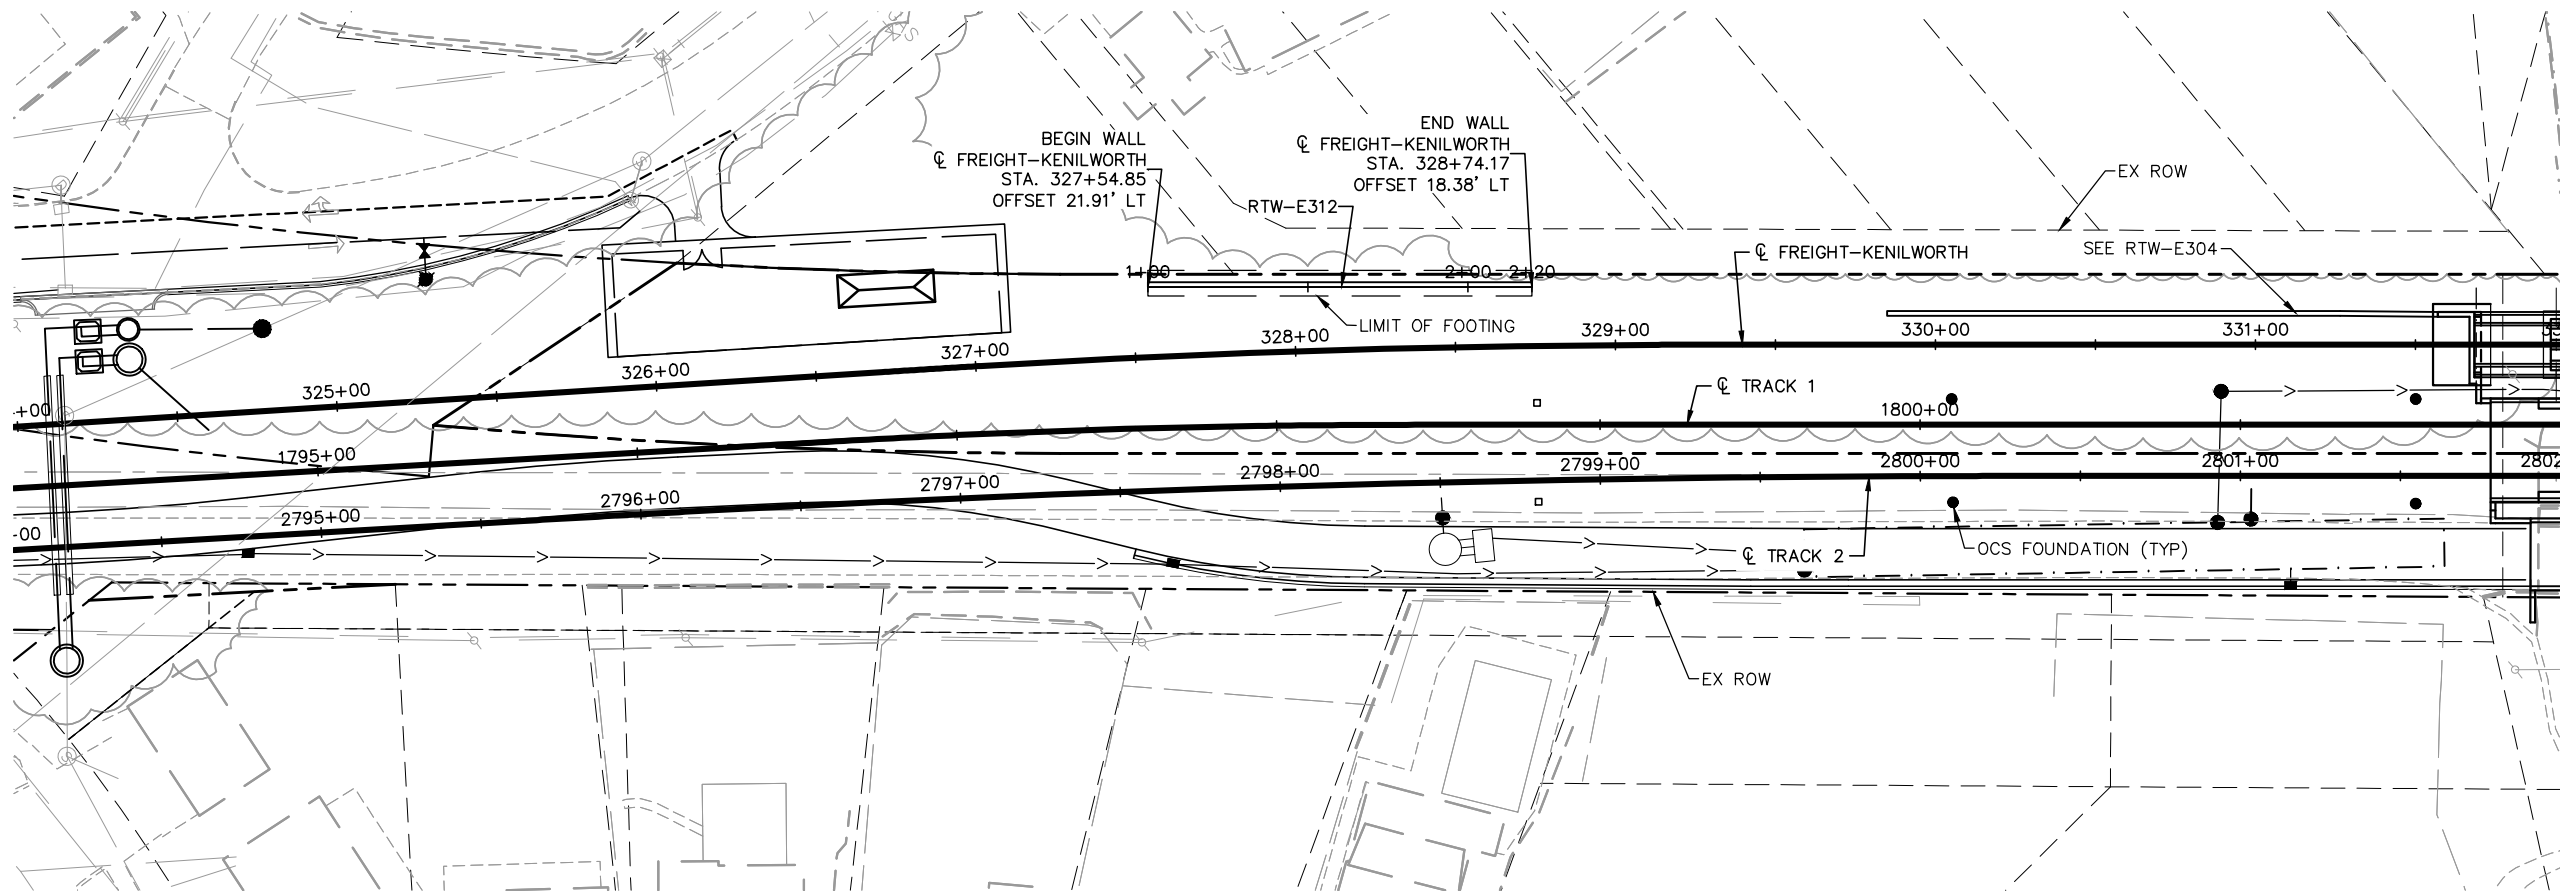 BEGIN WALL
℄ FREIGHT-KENILWORTH
STA. 327+54.85
OFFSET 21.91' LT
END WALL
℄ FREIGHT-KENILWORTH
STA. 328+74.17
OFFSET 18.38' LT
RTW-E312
EX ROW
℄ FREIGHT-KENILWORTH
SEE RTW-E304
1+00
2+00
2+20
LIMIT OF FOOTING
325+00
326+00
327+00
328+00
329+00
330+00
331+00
℄ TRACK 1
1795+00
1800+00
2795+00
2796+00
2797+00
2798+00
2799+00
2800+00
2801+00
℄ TRACK 2
OCS FOUNDATION (TYP)
EX ROW